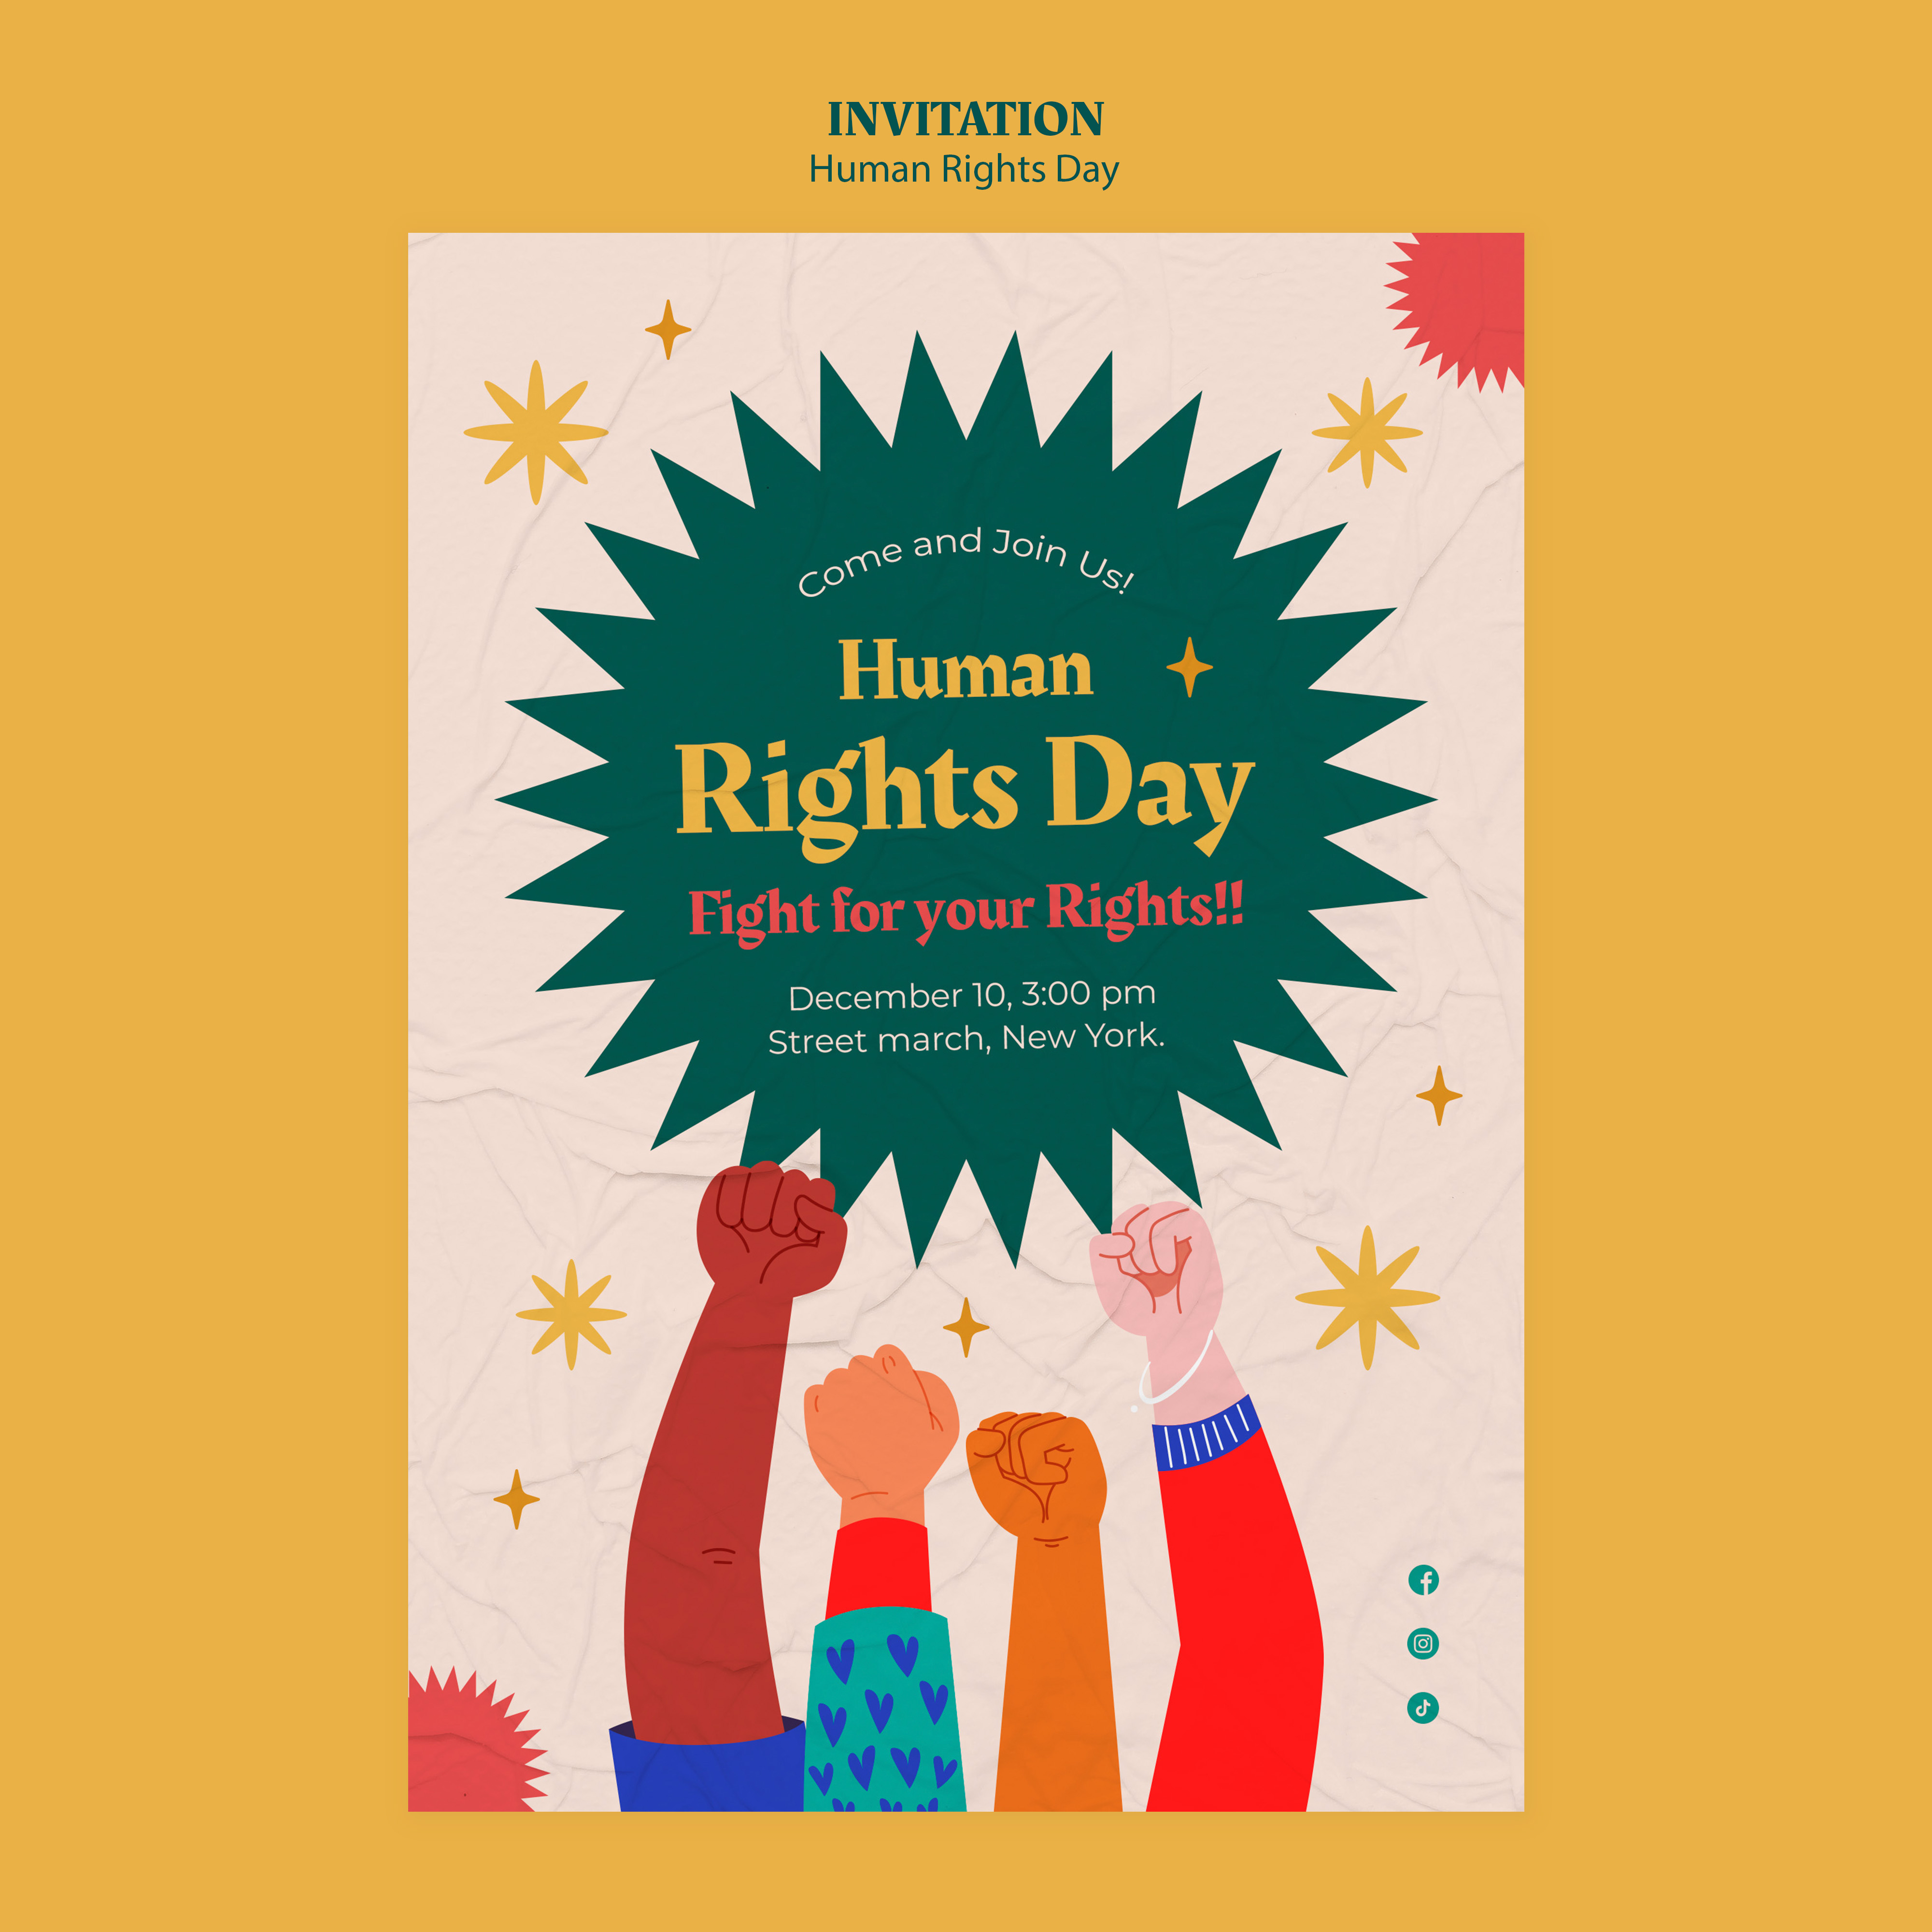 INVITATION
Human Rights Day
Come and Join Us!
Human
Rights Day
Fight for your Rights!!
December 10, 3:00 pm
Street march, New York.